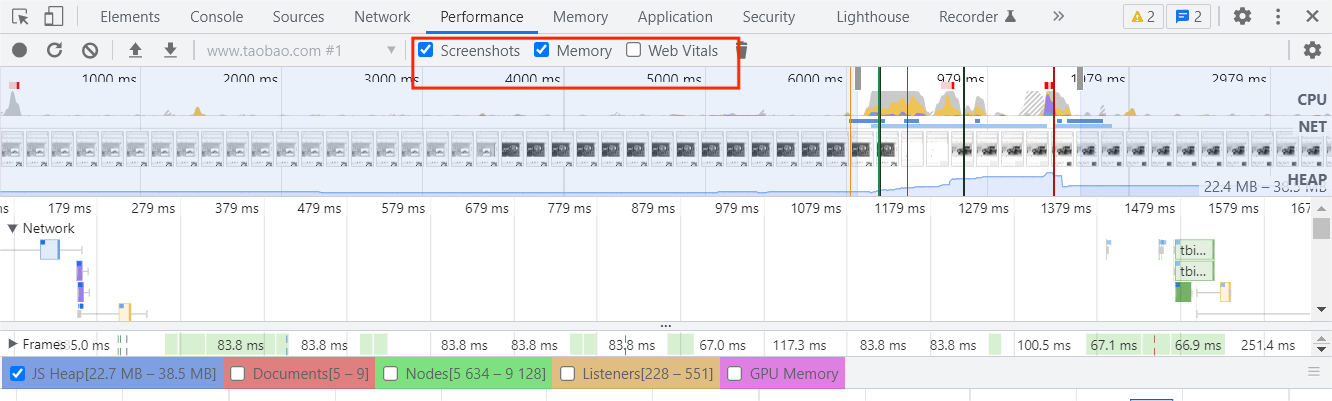 Elements Console Sources Network Performance Memory Application Security Lighthouse Recorder 2 2
www.taobao.com #1 Screenshots Memory Web Vitals
1000 ms 2000 ms 3000 ms 4000 ms 5000 ms 6000 ms 979 ms 1979 ms 2979 ms
CPU
NET
HEAP
22.4 MB – 38.5 MB
ms 179 ms 279 ms 379 ms 479 ms 579 ms 679 ms 779 ms 879 ms 979 ms 1079 ms 1179 ms 1279 ms 1379 ms 1479 ms 1579 ms 167
Network
tbi...
tbi...
Frames 5.0 ms 83.8 ms 83.8 ms 83.8 ms 83.8 ms 83.8 ms 67.0 ms 117.3 ms 83.8 ms 83.8 ms 100.5 ms 67.1 ms 66.9 ms 251.4 ms
JS Heap[22.7 MB – 38.5 MB] Documents[5 – 9] Nodes[5 634 – 9 128] Listeners[228 – 551] GPU Memory